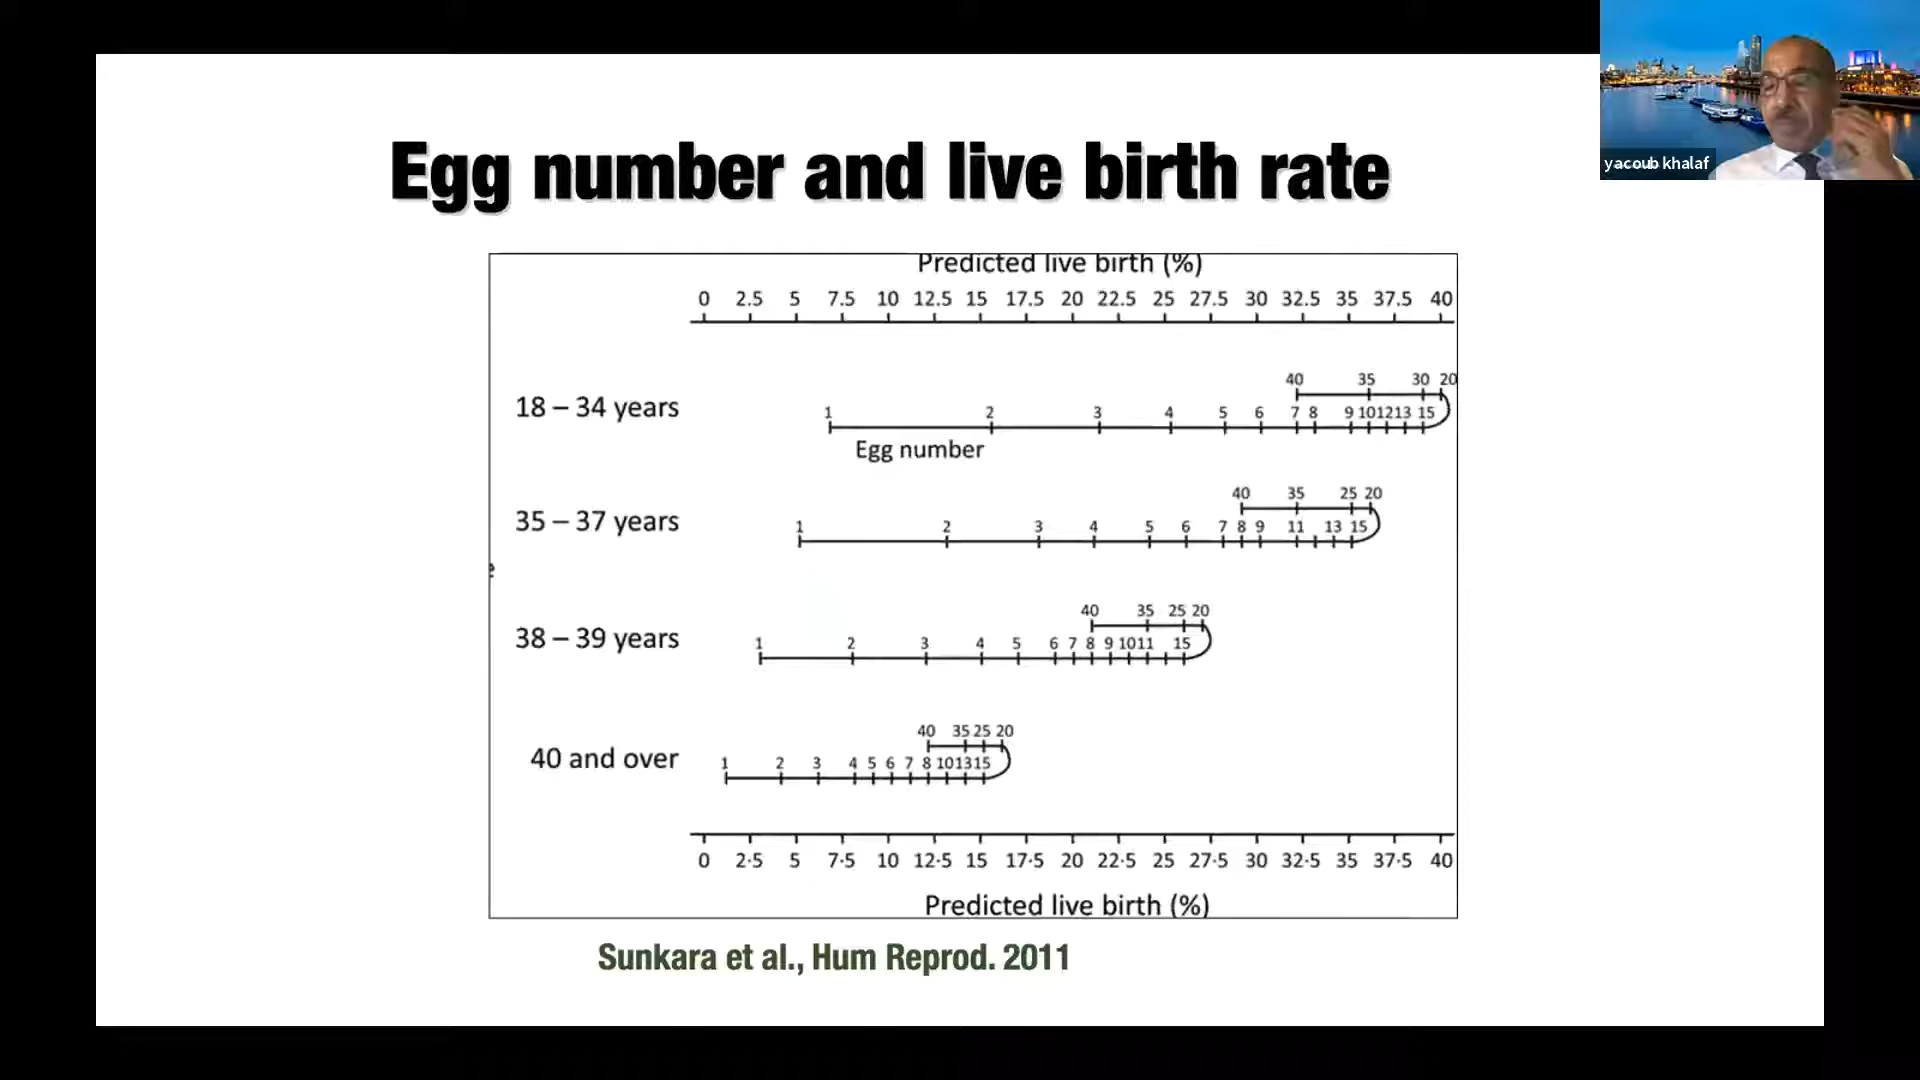 yacoub khalaf
Egg number and live birth rate
Predicted live birth (%)
0 2.5 5 7.5 10 12.5 15 17.5 20 22.5 25 27.5 30 32.5 35 37.5 40
40 35 30 20
18 – 34 years 1 2 3 4 5 6 7 8 9 10 12 13 15
Egg number
40 35 25 20
35 – 37 years 1 2 3 4 5 6 7 8 9 11 13 15
40 35 25 20
38 – 39 years 1 2 3 4 5 6 7 8 9 10 11 15
40 35 25 20
40 and over 1 2 3 4 5 6 7 8 10 13 15
0 2·5 5 7·5 10 12·5 15 17·5 20 22·5 25 27·5 30 32·5 35 37·5 40
Predicted live birth (%)
Sunkara et al., Hum Reprod. 2011